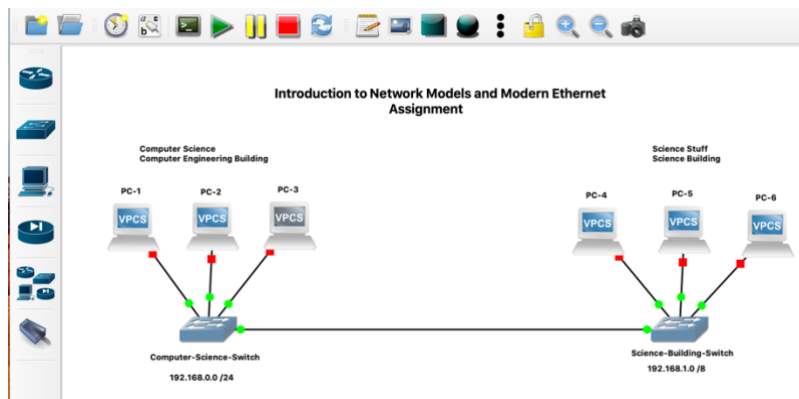 Introduction to Network Models and Modern Ethernet
Assignment
Computer Science
Computer Engineering Building
Science Stuff
Science Building
PC-1
PC-2
PC-3
PC-4
PC-5
PC-6
VPCS
VPCS
VPCS
VPCS
VPCS
VPCS
Computer-Science-Switch
192.168.0.0 /24
Science-Building-Switch
192.168.1.0 /8